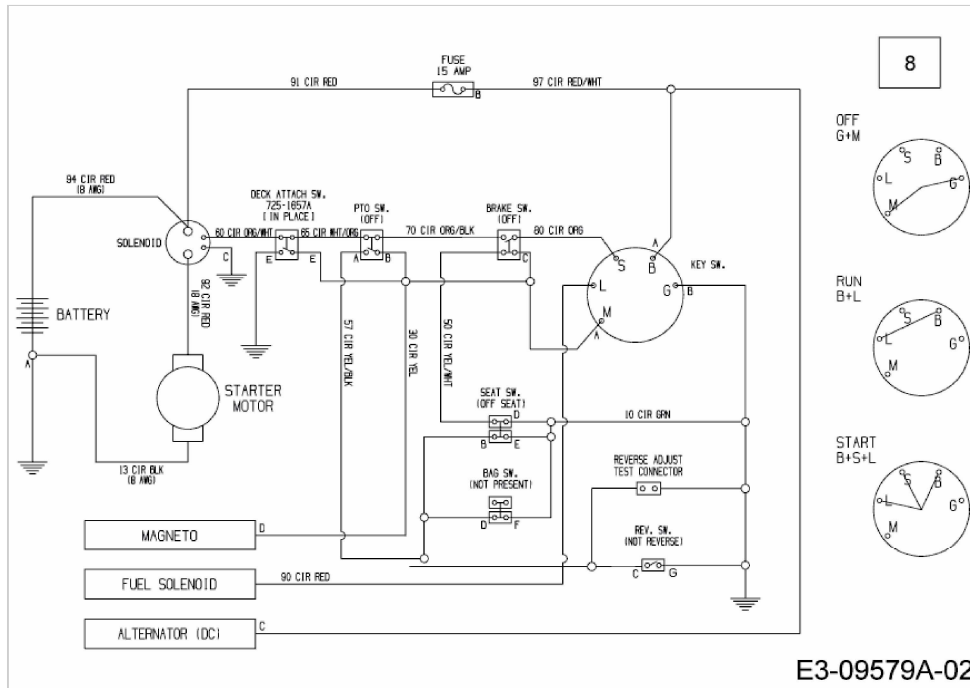 FUSE
15 AMP
B
91 CIR RED
97 CIR RED/WHT
8
OFF
G+M
S
B
L
G
M
94 CIR RED
(8 AWG)
DECK ATTACH SW.
725-1657A
[ IN PLACE ]
PTO SW.
(OFF)
BRAKE SW.
(OFF)
60 CIR ORG/WHT
65 CIR WHT/ORG
70 CIR ORG/BLK
80 CIR ORG
SOLENOID
C
E
E
A
B
C
A
S
B
KEY SW.
L
G
B
M
A
RUN
B+L
S
B
L
G
M
92 CIR RED
(8 AWG)
BATTERY
A
57 CIR YEL/BLK
30 CIR YEL
50 CIR YEL/WHT
STARTER
MOTOR
SEAT SW.
(OFF SEAT)
D
B
E
10 CIR GRN
START
B+S+L
S
B
L
G
M
13 CIR BLK
(8 AWG)
BAG SW.
(NOT PRESENT)
D
F
REVERSE ADJUST
TEST CONNECTOR
MAGNETO
D
REV. SW.
(NOT REVERSE)
C
G
FUEL SOLENOID
90 CIR RED
ALTERNATOR (DC)
C
E3-09579A-02